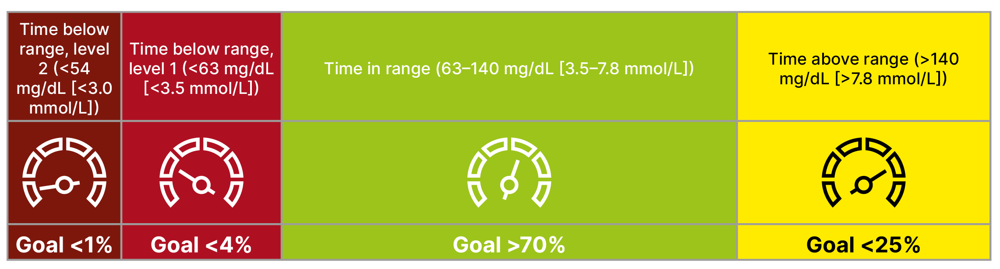 Time below
range, level
2 (<54
mg/dL [<3.0
mmol/L])
Time below range,
level 1 (<63 mg/dL
[<3.5 mmol/L])
Time in range (63–140 mg/dL [3.5–7.8 mmol/L])
Time above range (>140
mg/dL [>7.8 mmol/L])
Goal <1%
Goal <4%
Goal >70%
Goal <25%